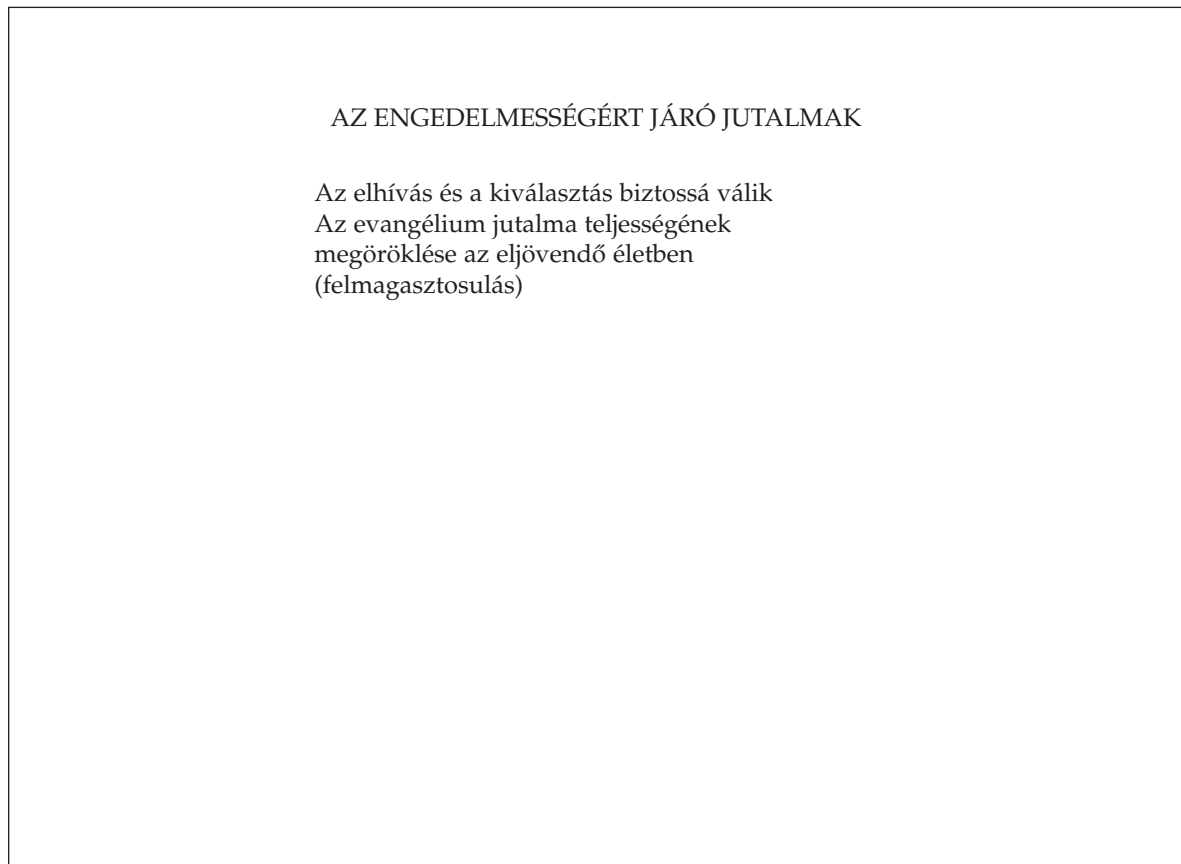 AZ ENGEDELMESSÉGÉRT JÁRÓ JUTALMAK
Az elhívás és a kiválasztás biztossá válik
Az evangélium jutalma teljességének
megöröklése az eljövendő életben
(felmagasztosulás)